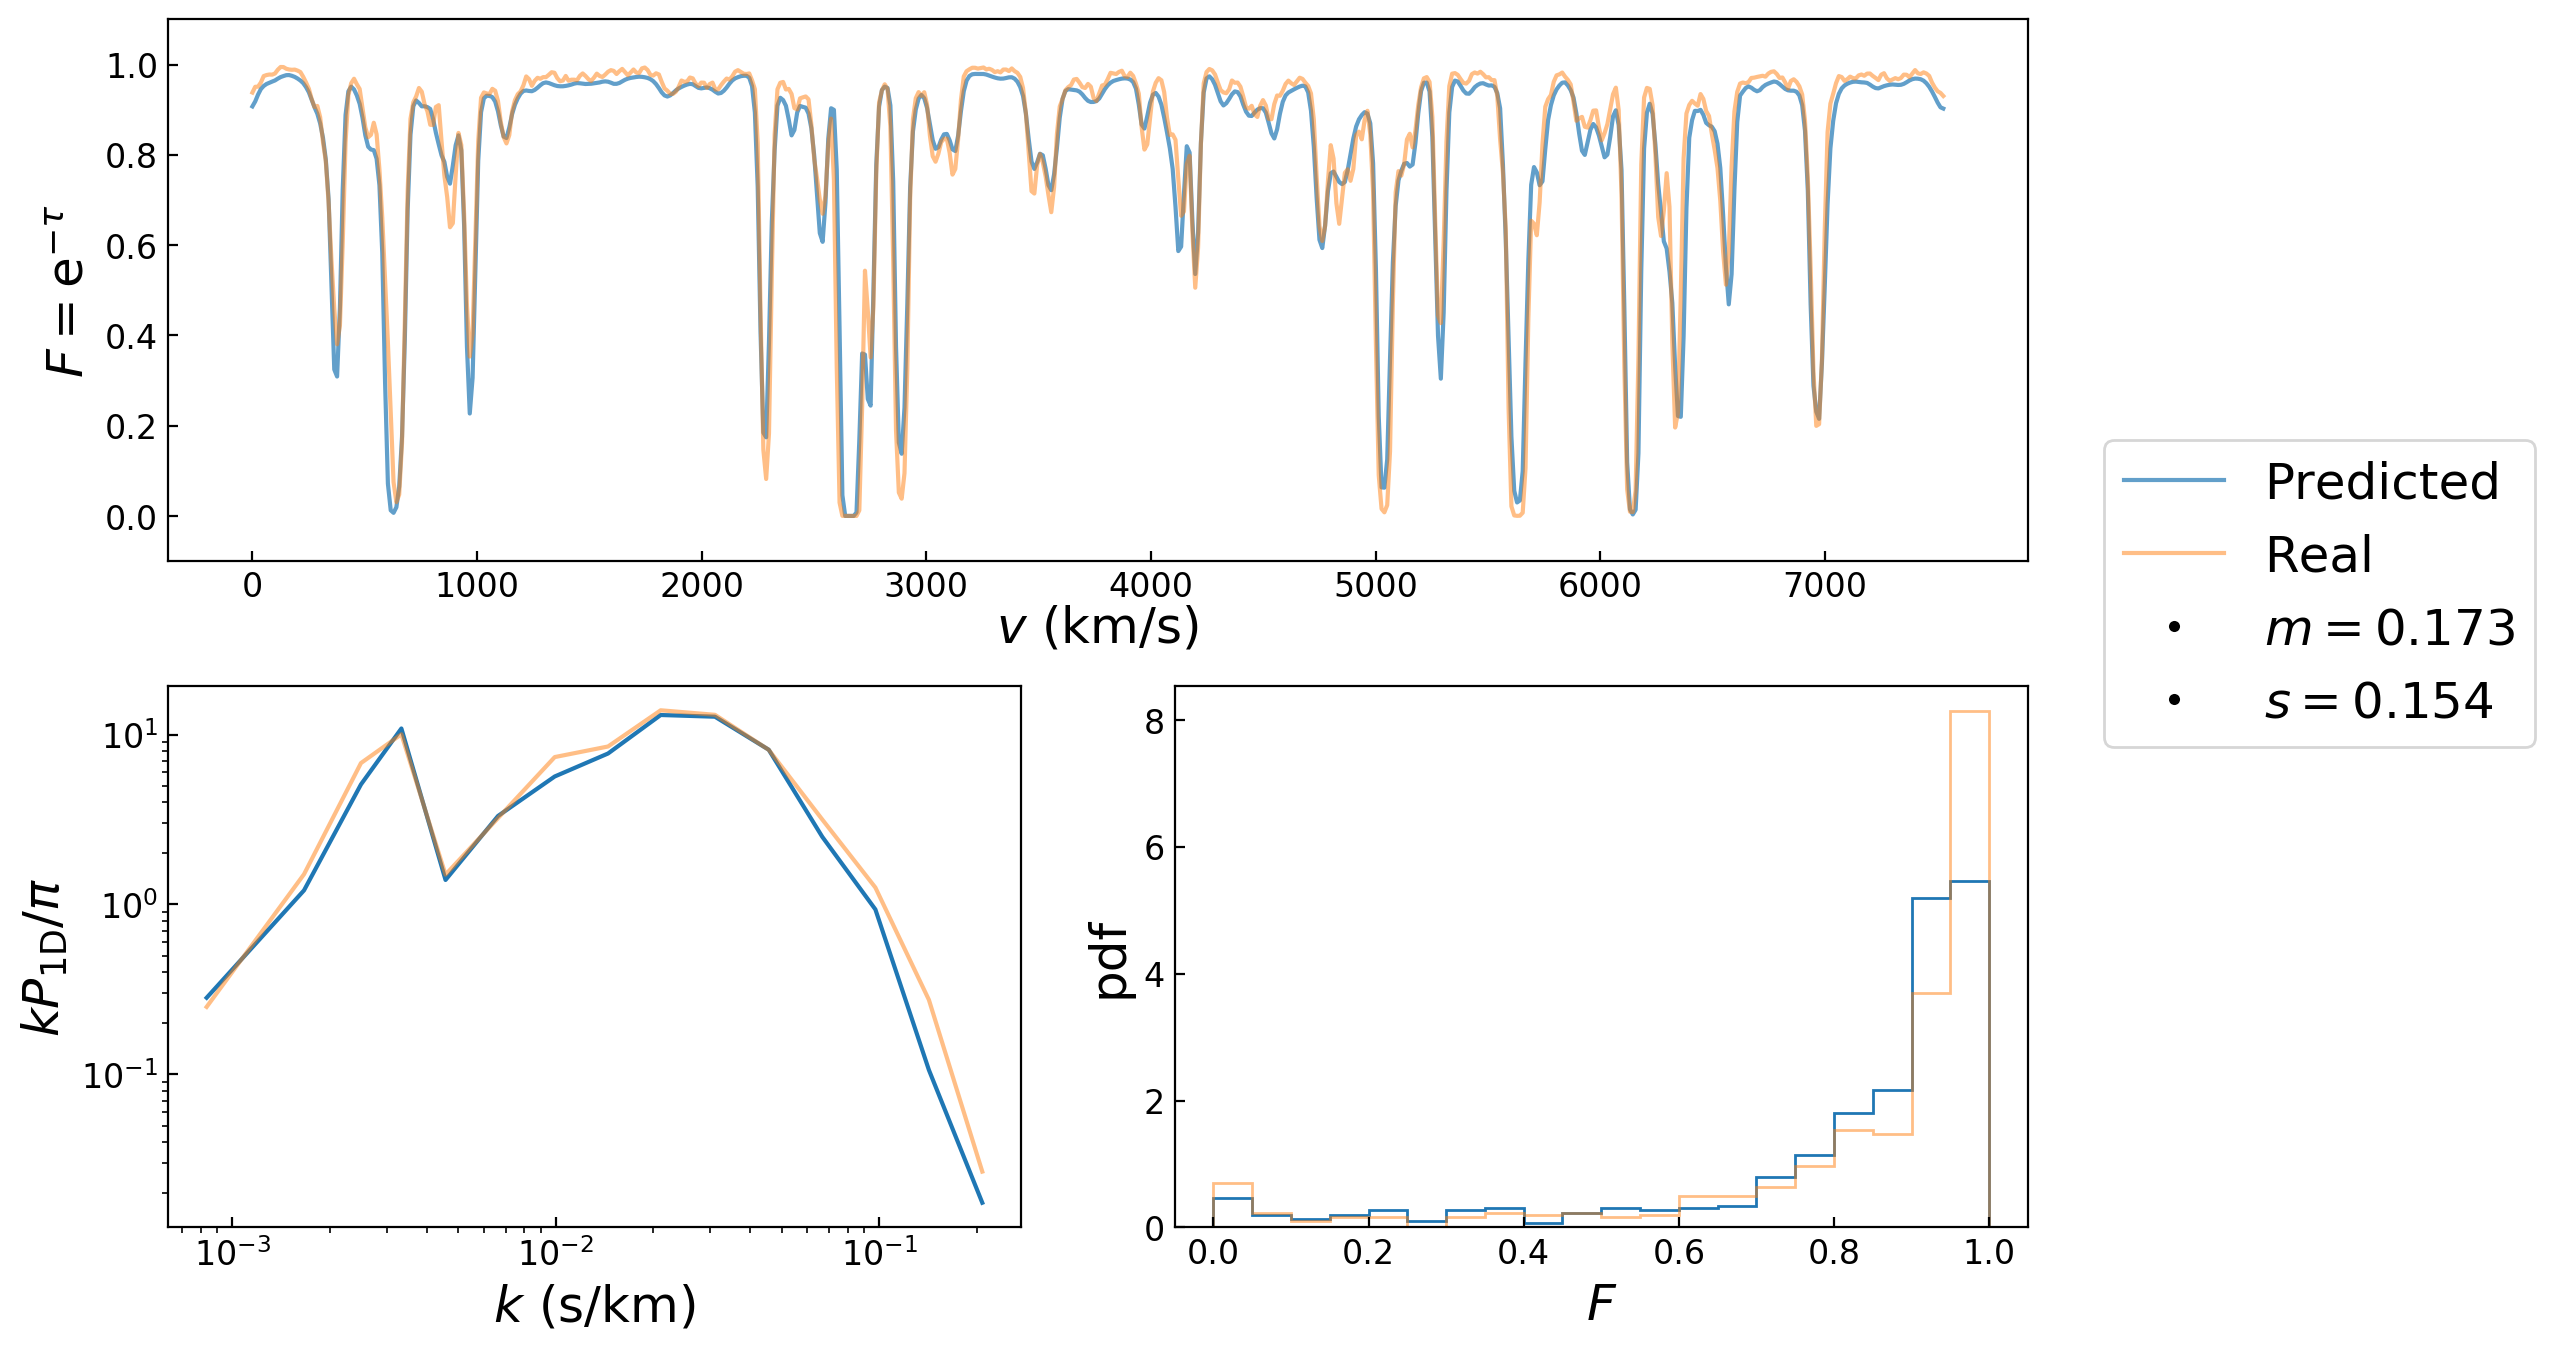 1.0
0.8
0.6
0.4
0.2
0.0
F = e^{−τ}
0 1000 2000 3000 4000 5000 6000 7000
v (km/s)
Predicted
Real
m = 0.173
s = 0.154
10^1
10^0
10^{−1}
kP_{1D}/π
10^{−3} 10^{−2} 10^{−1}
k (s/km)
8
6
4
2
0
pdf
0.0 0.2 0.4 0.6 0.8 1.0
F